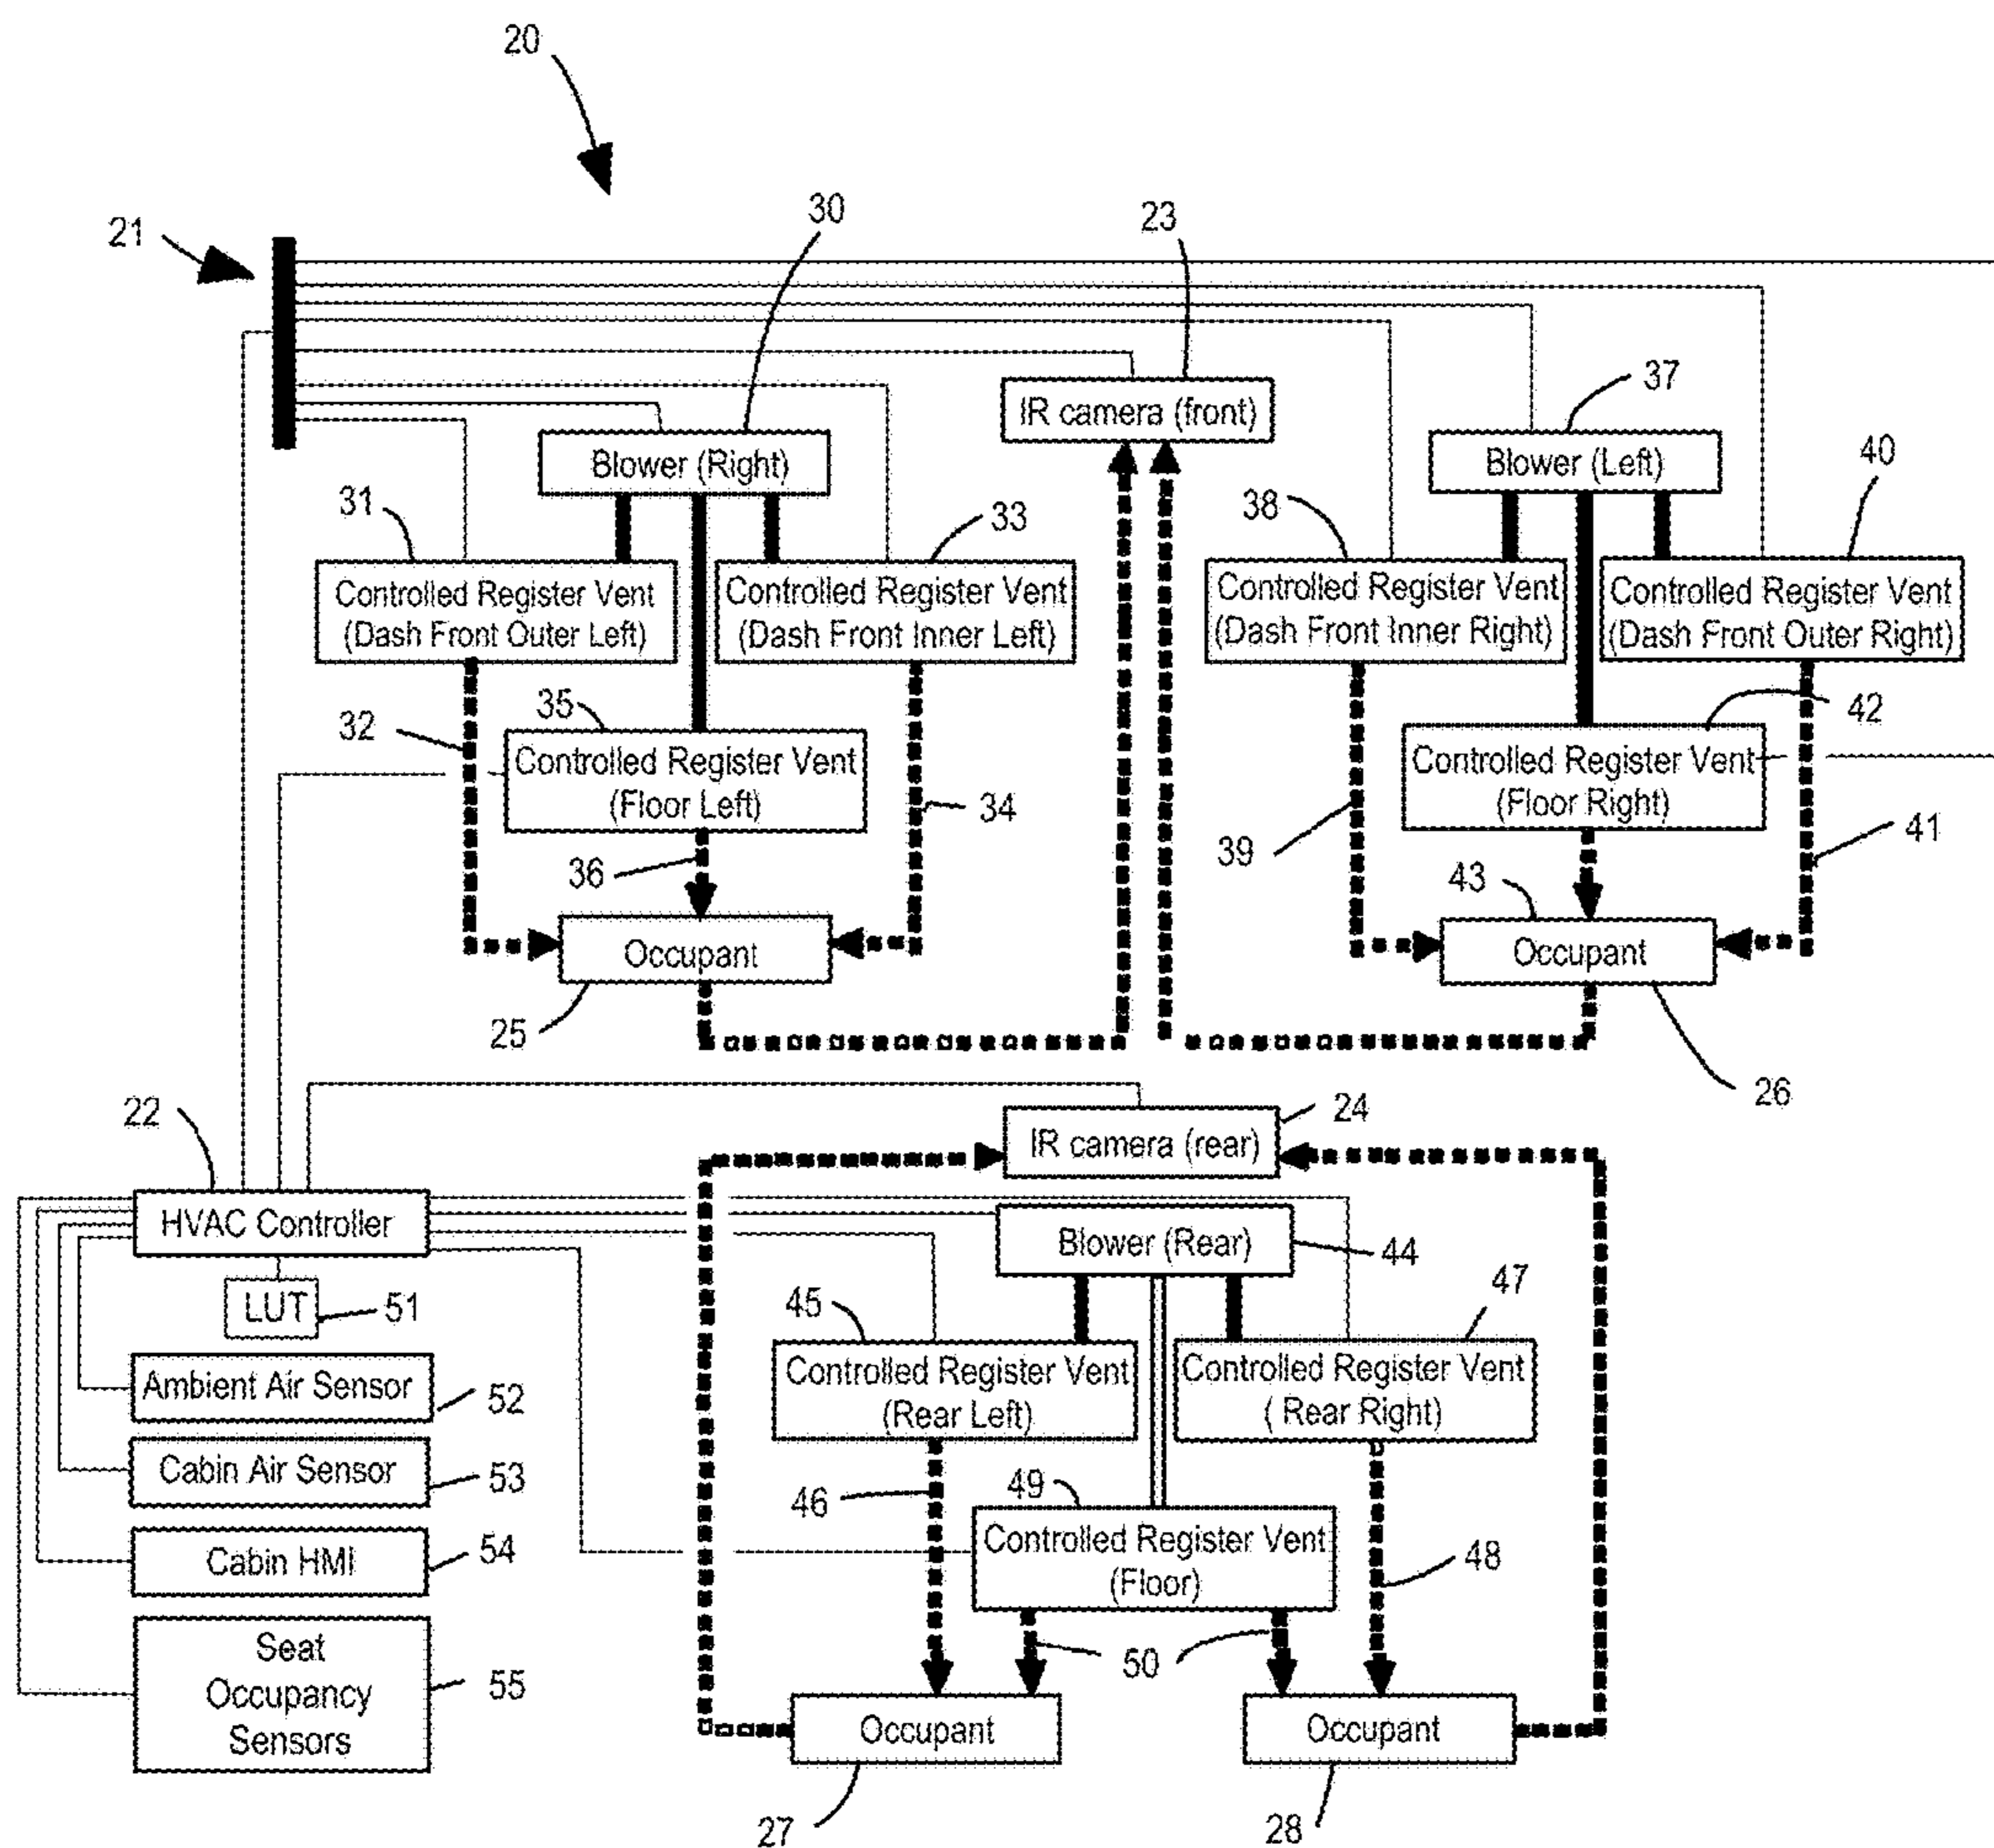 20
30
23
21
37
IR camera (front)
40
Blower (Right)
Blower (Left)
31
33
38
Controlled Register Vent
(Dash Front Outer Left)
Controlled Register Vent
(Dash Front Inner Left)
Controlled Register Vent
(Dash Front Inner Right)
Controlled Register Vent
(Dash Front Outer Right)
32
35
42
Controlled Register Vent
(Floor Left)
Controlled Register Vent
(Floor Right)
34
39
41
36
43
Occupant
Occupant
25
26
22
24
IR camera (rear)
HVAC Controller
Blower (Rear)
44
LUT
51
45
47
Ambient Air Sensor
52
Controlled Register Vent
(Rear Left)
Controlled Register Vent
( Rear Right)
Cabin Air Sensor
53
46
49
Cabin HMI
54
Controlled Register Vent
(Floor)
48
Seat
Occupancy
Sensors
55
50
Occupant
Occupant
27
28